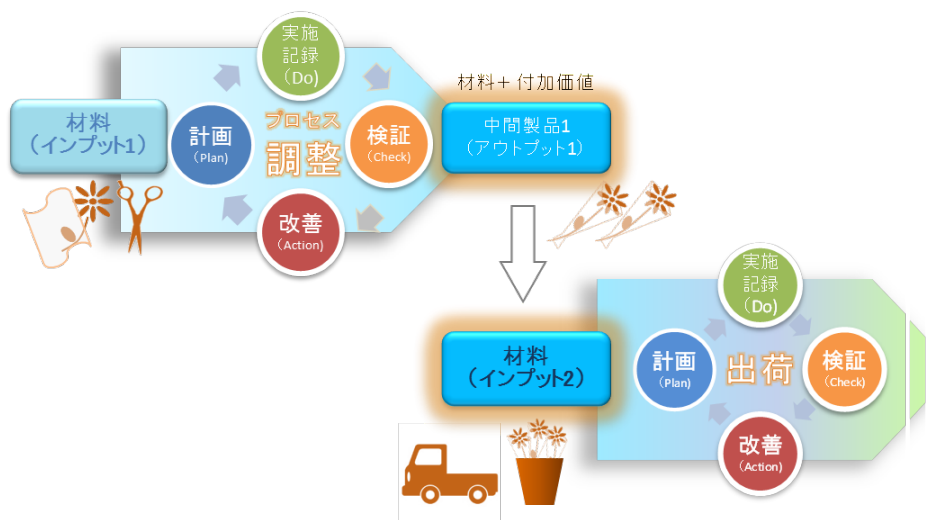 実施
記録
（Do）
材料
（インプット1）
計画
（Plan）
プロセス
調整
検証
（Check）
改善
（Action）
材料＋付加価値
中間製品1
（アウトプット1）
材料
（インプット2）
実施
記録
（Do）
計画
（Plan）
出荷
検証
（Check）
改善
（Action）